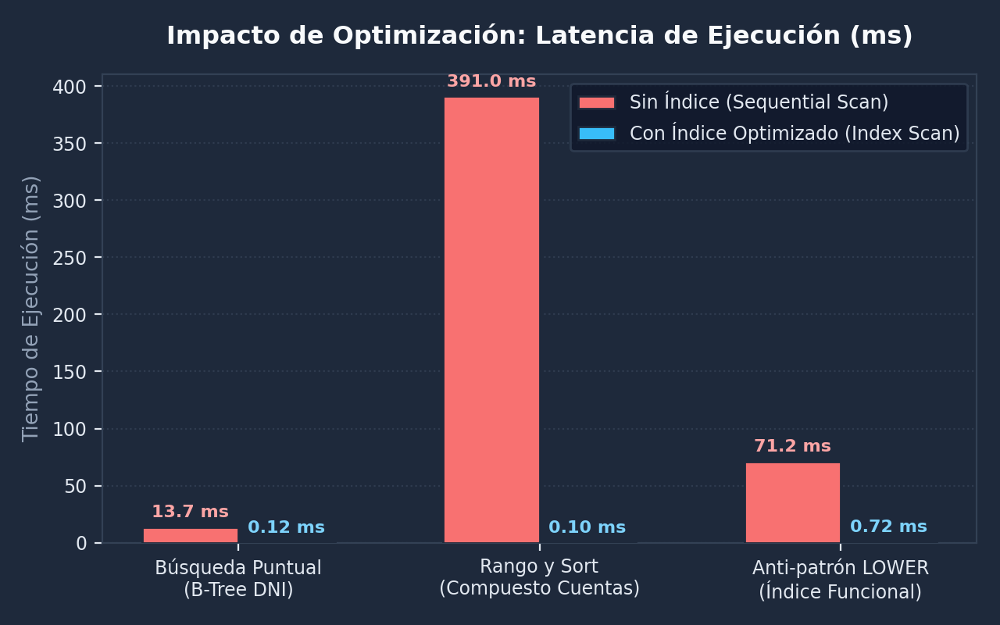 Impacto de Optimización: Latencia de Ejecución (ms)
Tiempo de Ejecución (ms)
400
350
300
250
200
150
100
50
0
Sin Índice (Sequential Scan)
Con Índice Optimizado (Index Scan)
13.7 ms
0.12 ms
391.0 ms
0.10 ms
71.2 ms
0.72 ms
Búsqueda Puntual
(B-Tree DNI)
Rango y Sort
(Compuesto Cuentas)
Anti-patrón LOWER
(Índice Funcional)